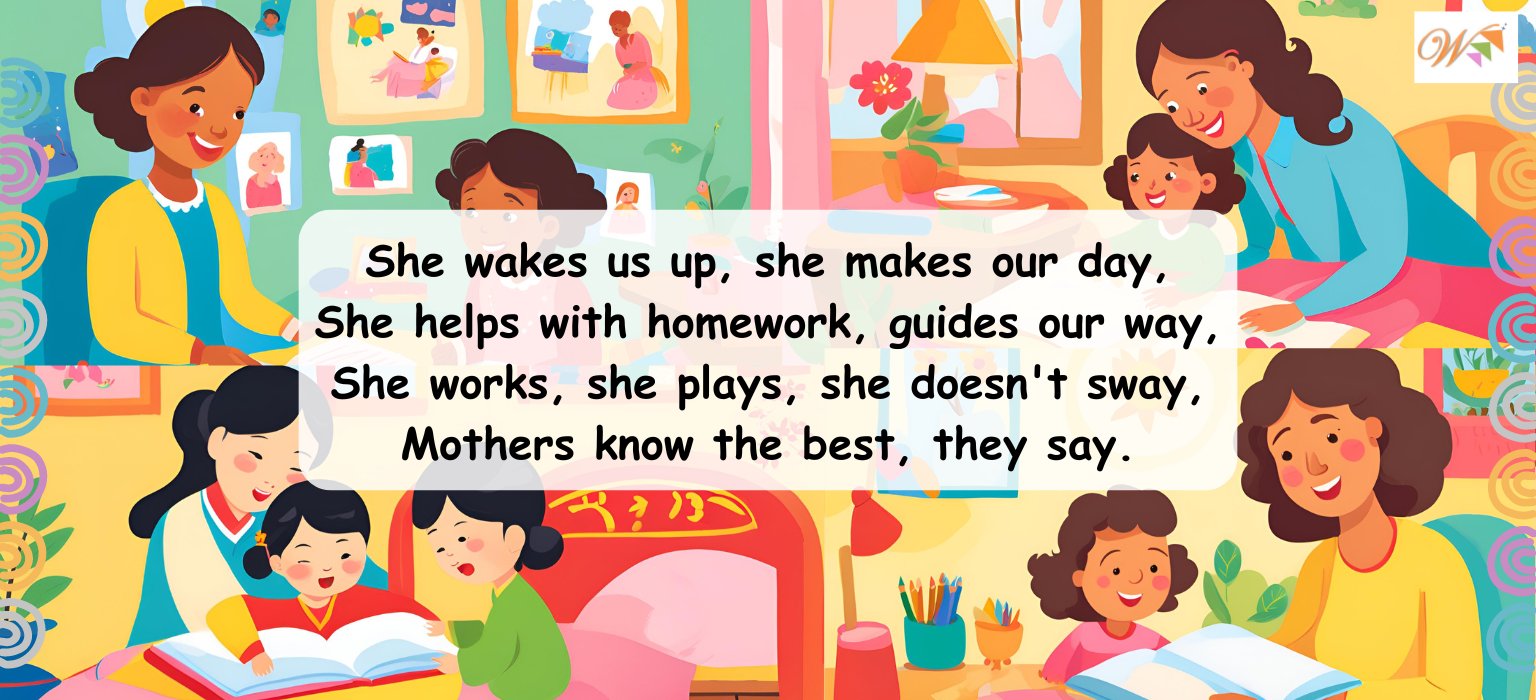 She wakes us up, she makes our day,
She helps with homework, guides our way,
She works, she plays, she doesn't sway,
Mothers know the best, they say.
W